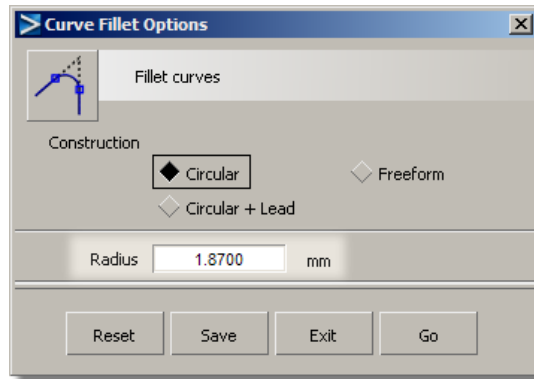 Curve Fillet Options
Fillet curves
Construction
Circular Freeform
Circular + Lead
Radius 1.8700 mm
Reset Save Exit Go